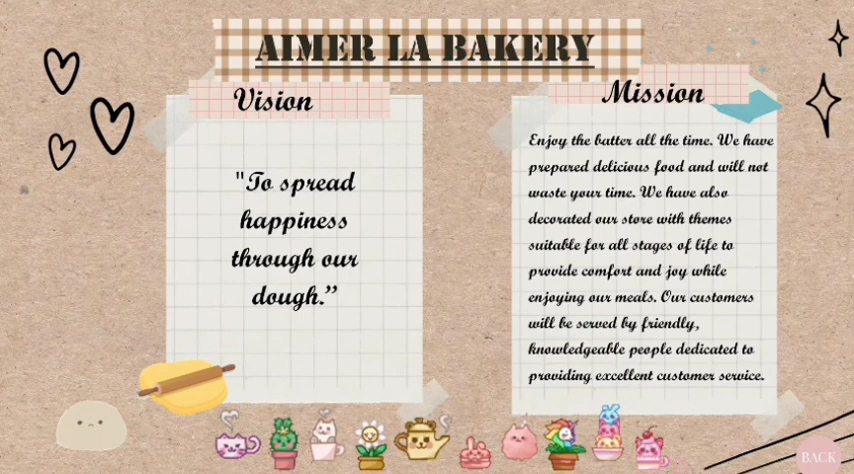 AIMER LA BAKERY
Vision
"To spread
happiness
through our
dough.”
Mission
Enjoy the batter all the time. We have
prepared delicious food and will not
waste your time. We have also
decorated our store with themes
suitable for all stages of life to
provide comfort and joy while
enjoying our meals. Our customers
will be served by friendly,
knowledgeable people dedicated to
providing excellent customer service.
BACK